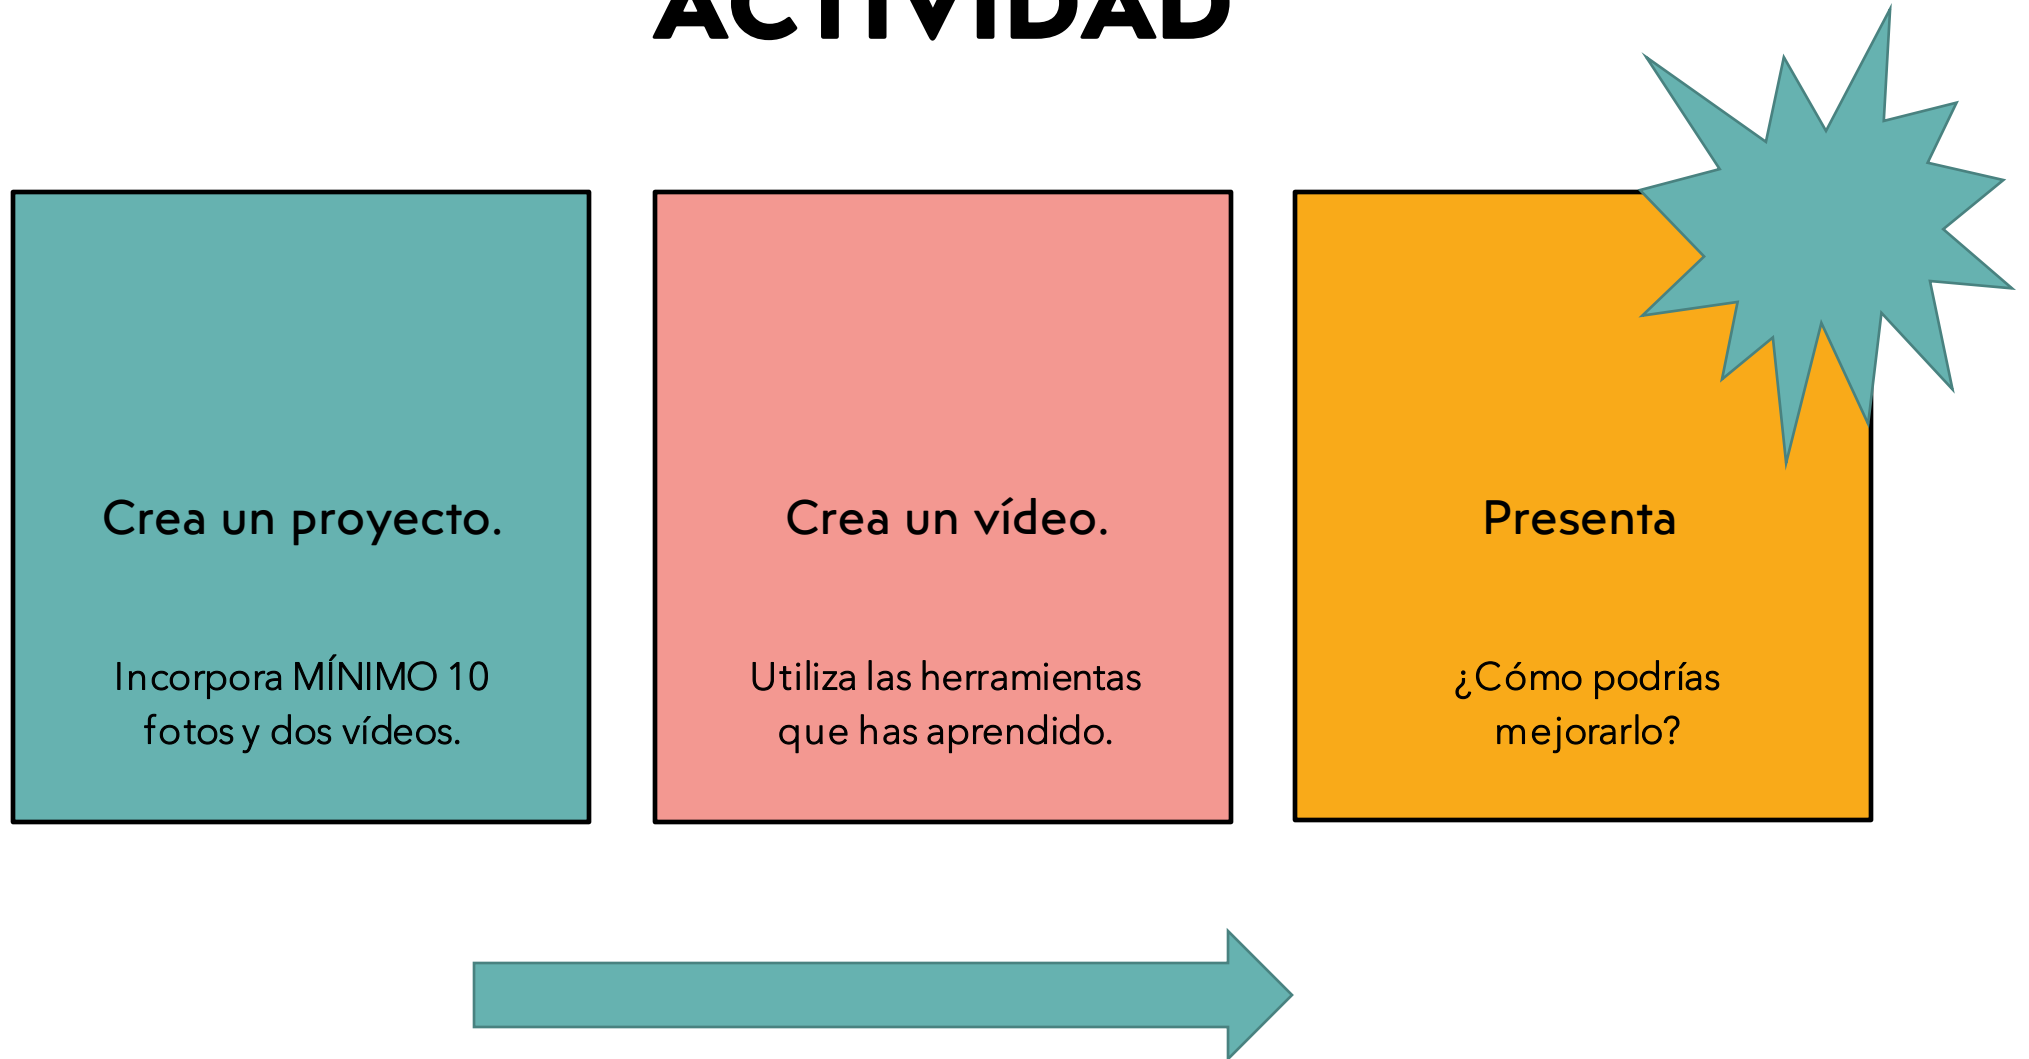 ACTIVIDAD
Crea un proyecto.
Incorpora MÍNIMO 10
fotos y dos vídeos.
Crea un vídeo.
Utiliza las herramientas
que has aprendido.
Presenta
¿Cómo podrías
mejorarlo?